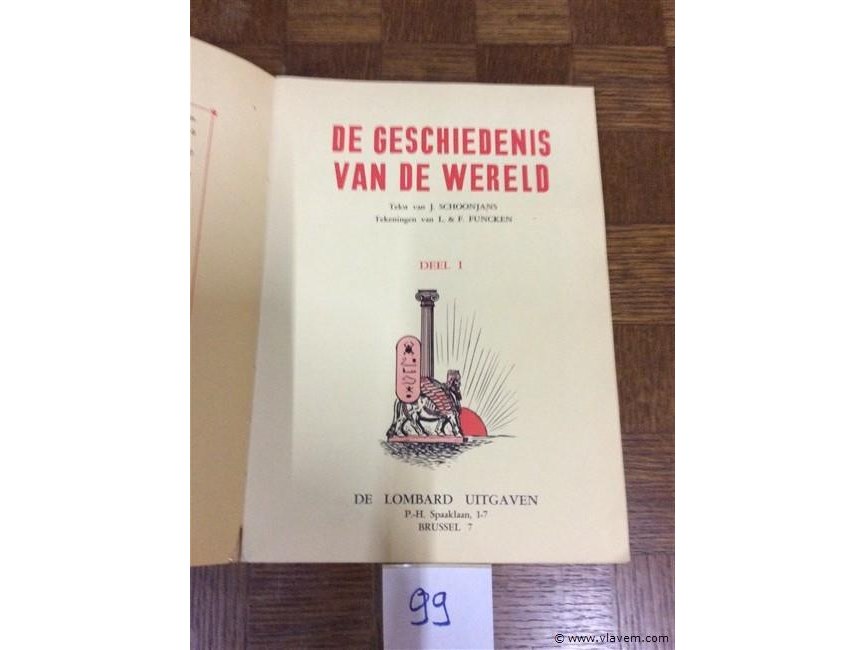 DE GESCHIEDENIS
VAN DE WERELD
Tekst van J. SCHOONJANS
Tekeningen van L. & F. FUNCKEN
DEEL I
DE LOMBARD UITGAVEN
P.-H. Spaaklaan, 1-7
BRUSSEL 7
99
© www.vlavem.com